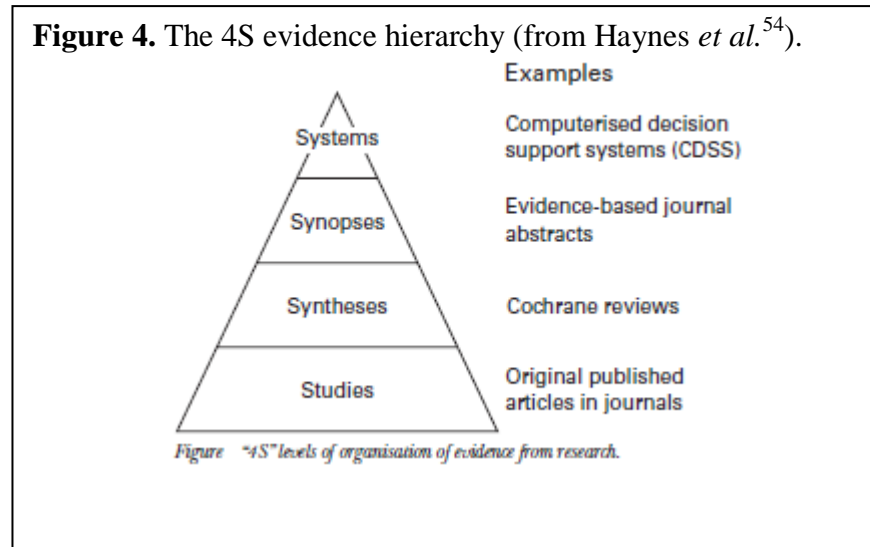 Figure 4. The 4S evidence hierarchy (from Haynes et al.54).
Examples
Systems
Computerised decision
support systems (CDSS)
Synopses
Evidence-based journal
abstracts
Syntheses
Cochrane reviews
Studies
Original published
articles in journals
Figure "4S" levels of organisation of evidence from research.